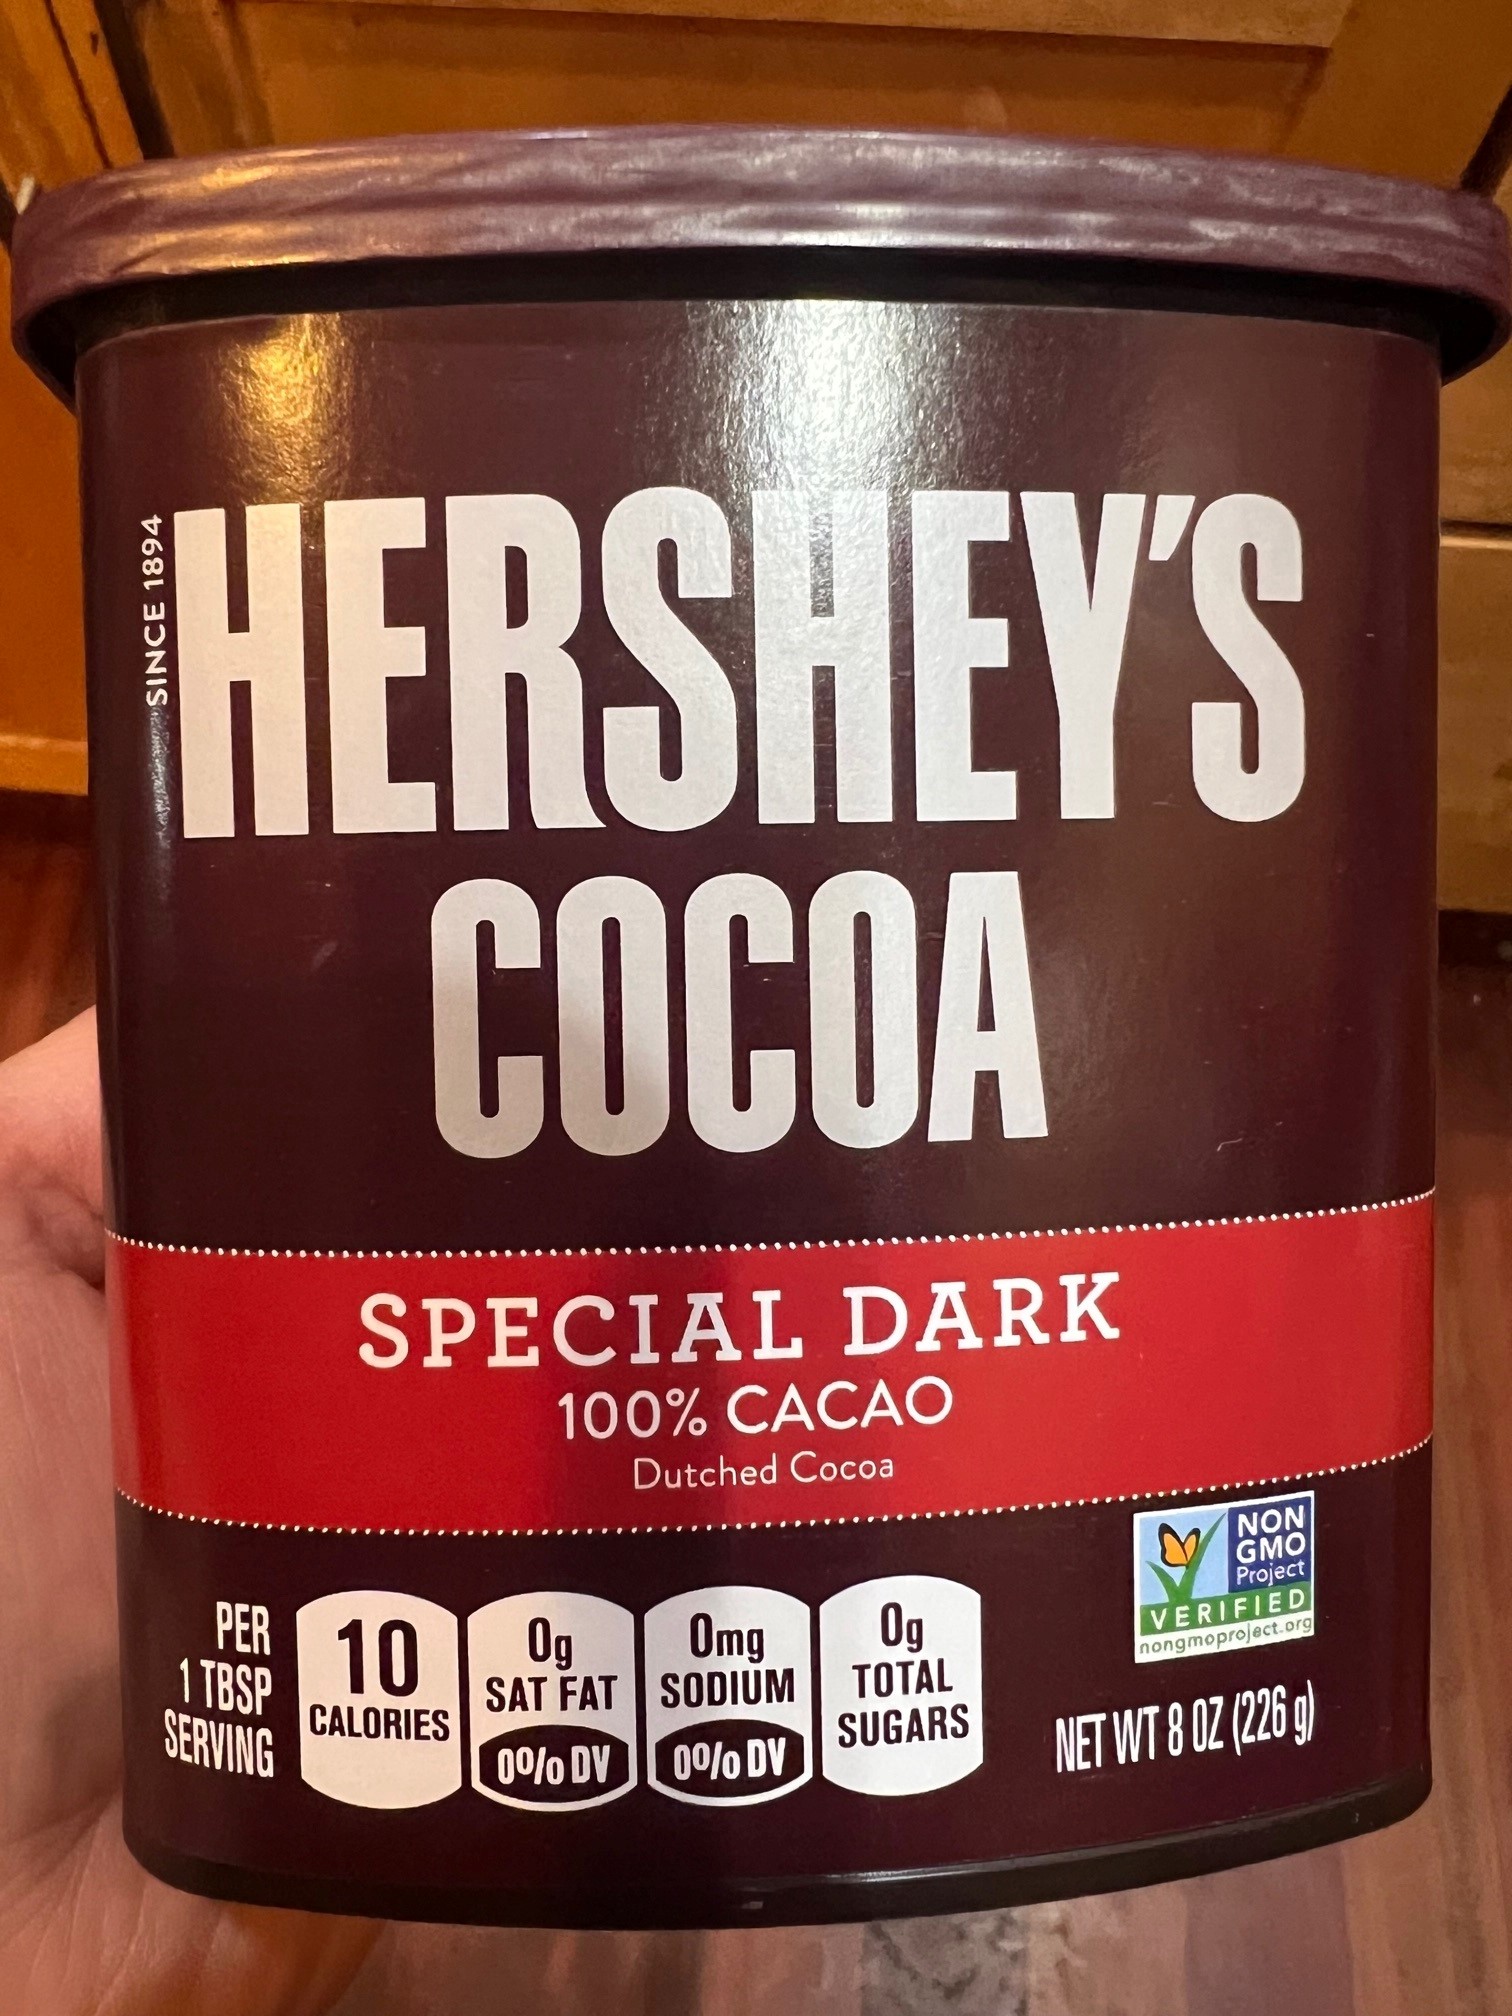 SINCE 1894
HERSHEY'S
COCOA
SPECIAL DARK
100% CACAO
Dutched Cocoa
PER
1 TBSP
SERVING
10
CALORIES
0g
SAT FAT
0% DV
0mg
SODIUM
0% DV
0g
TOTAL
SUGARS
NON
GMO
Project
VERIFIED
nongmoproject.org
NET WT 8 OZ (226 g)